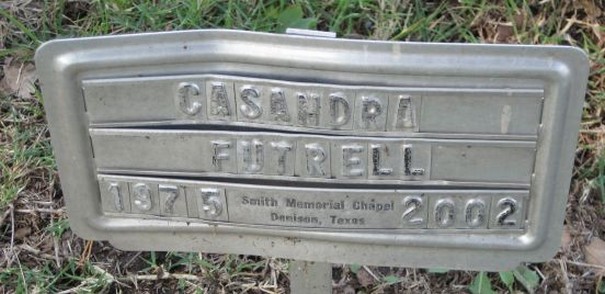 CASANDRA
FUTRELL
1975 Smith Memorial Chapel 2002
Denison, Texas